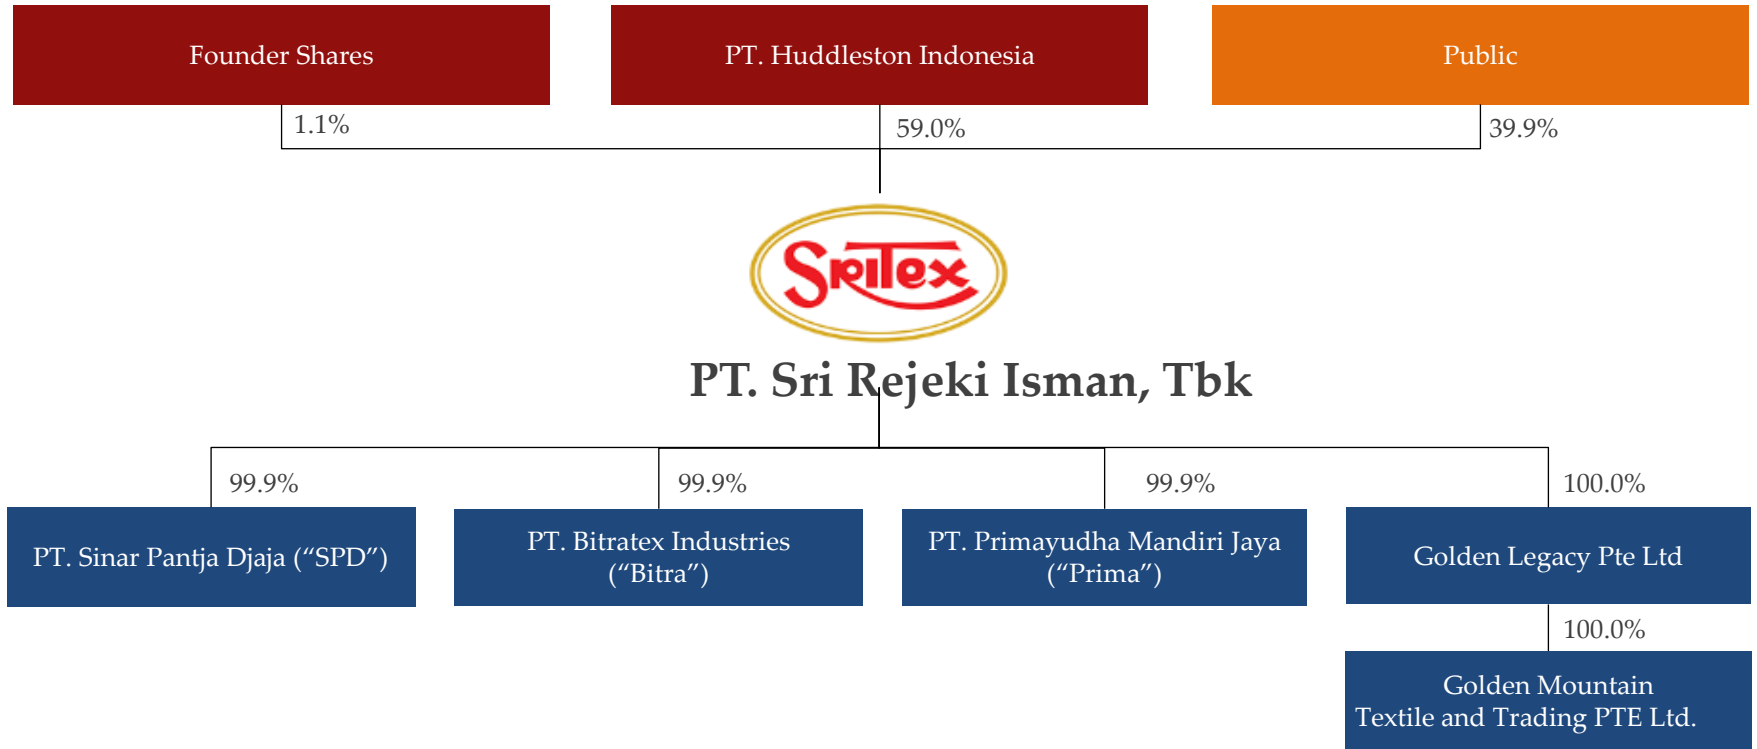 Founder Shares
PT. Huddleston Indonesia
Public
1.1%
59.0%
39.9%
SRITEX
PT. Sri Rejeki Isman, Tbk
99.9%
99.9%
99.9%
100.0%
PT. Sinar Pantja Djaja (“SPD”)
PT. Bitratex Industries
(“Bitra”)
PT. Primayudha Mandiri Jaya
(“Prima”)
Golden Legacy Pte Ltd
100.0%
Golden Mountain
Textile and Trading PTE Ltd.